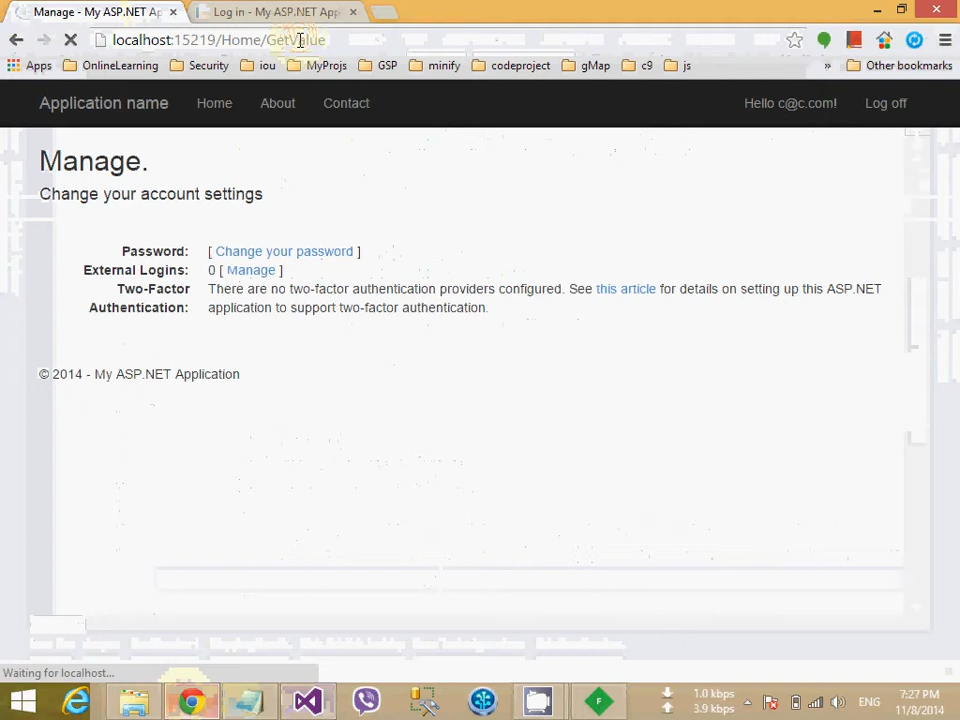 Manage - My ASP.NET Ap
Log in - My ASP.NET App
localhost:15219/Home/GetValue
Apps OnlineLearning Security iou MyProjs GSP minify codeproject gMap c9 js » Other bookmarks
Application name Home About Contact Hello c@c.com! Log off
Manage.
Change your account settings
Password: [ Change your password ]
External Logins: 0 [ Manage ]
Two-Factor There are no two-factor authentication providers configured. See this article for details on setting up this ASP.NET
Authentication: application to support two-factor authentication.
© 2014 - My ASP.NET Application
Waiting for localhost...
1.0 kbps
3.9 kbps
ENG
7:27 PM
11/8/2014